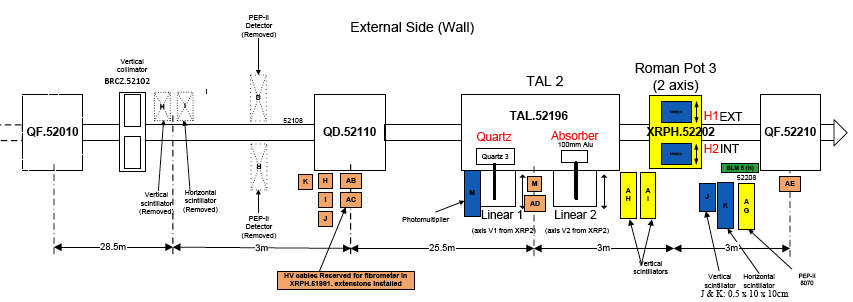 External Side (Wall)
PEP-II
Detector
(Removed)
Vertical
collimator
BRCZ.52102
TAL 2
Roman Pot 3
(2 axis)
H
I
I
D
52108
QF.52010
QD.52110
TAL.52196
Quartz
Absorber
100mm Alu
Quartz 3
H1 EXT
XRPH.52202
H2 INT
QF.52210
BLM 5 (H)
52208
K
H
AB
I
AC
J
M
M
AD
AH
AI
J
K
AG
AE
Vertical
scintillator
(Removed)
Horizontal
scintillator
(Removed)
PEP-II
Detector
(Removed)
Photomultiplier
Linear 1
(axis V1 from XRP2)
Linear 2
(axis V2 from XRP2)
28.5m
3m
25.5m
3m
3m
HV cables Reserved for fibrometer in
XRPH.51991. extensions installed
Vertical
scintillators
Vertical
scintillator
Horizontal
scintillator
PEP-II
8070
J & K: 0.5 x 10 x 10cm